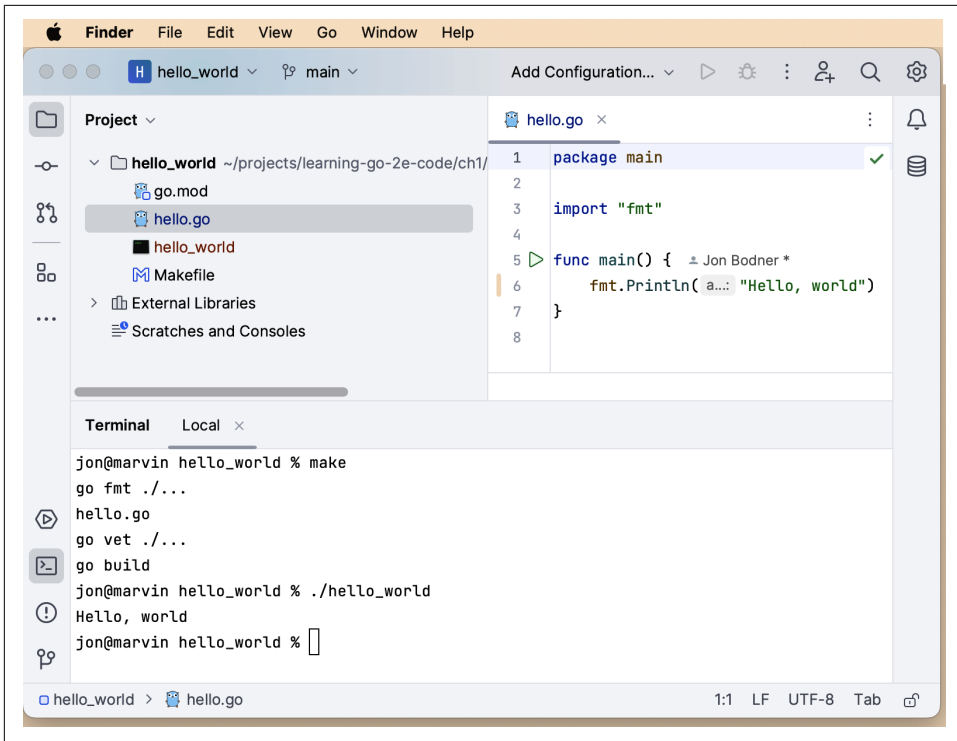 Finder File Edit View Go Window Help
H hello_world main Add Configuration...
Project
hello_world ~/projects/learning-go-2e-code/ch1/
go.mod
hello.go
hello_world
Makefile
External Libraries
Scratches and Consoles
hello.go
1 package main
2
3 import "fmt"
4
5 func main() { Jon Bodner *
6 fmt.Println( a...: "Hello, world")
7 }
8
Terminal Local
jon@marvin hello_world % make
go fmt ./...
hello.go
go vet ./...
go build
jon@marvin hello_world % ./hello_world
Hello, world
jon@marvin hello_world %
hello_world > hello.go 1:1 LF UTF-8 Tab